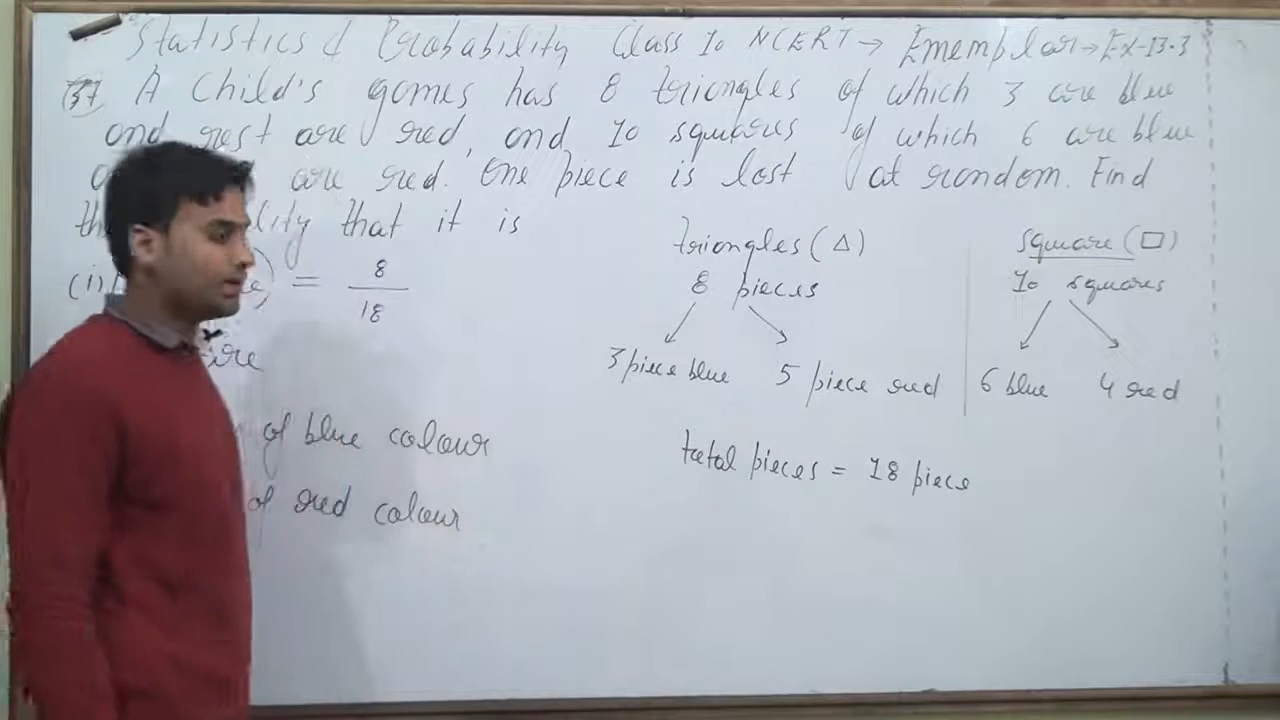 Statistics & Probability Class 10 NCERT → Ememplar → Ex-13.3
37 A Child's games has 8 triangles of which 3 are blue
and rest are red, and 10 squares of which 6 are blue
are red. One piece is lost at random. Find
that it is
triangles (△)
square (□)
(i) = 8/18
8 pieces
10 squares
3 piece blue
5 piece red
6 blue
4 red
of blue colour
total pieces = 18 piece
of red colour